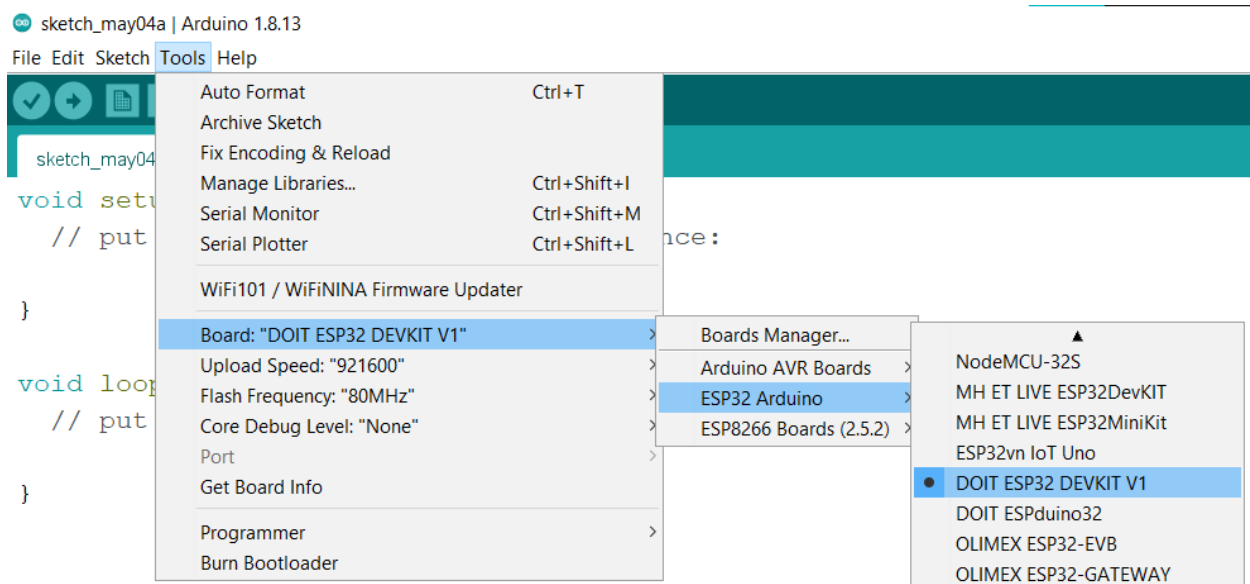 sketch_may04a | Arduino 1.8.13
File Edit Sketch Tools Help
sketch_may04
void setu
// put
nce:
}
void loop
// put
}
Auto Format Ctrl+T
Archive Sketch
Fix Encoding & Reload
Manage Libraries... Ctrl+Shift+I
Serial Monitor Ctrl+Shift+M
Serial Plotter Ctrl+Shift+L
WiFi101 / WiFiNINA Firmware Updater
Board: "DOIT ESP32 DEVKIT V1"
Upload Speed: "921600"
Flash Frequency: "80MHz"
Core Debug Level: "None"
Port
Get Board Info
Programmer
Burn Bootloader
Boards Manager...
Arduino AVR Boards
ESP32 Arduino
ESP8266 Boards (2.5.2)
NodeMCU-32S
MH ET LIVE ESP32DevKIT
MH ET LIVE ESP32MiniKit
ESP32vn IoT Uno
DOIT ESP32 DEVKIT V1
DOIT ESPduino32
OLIMEX ESP32-EVB
OLIMEX ESP32-GATEWAY